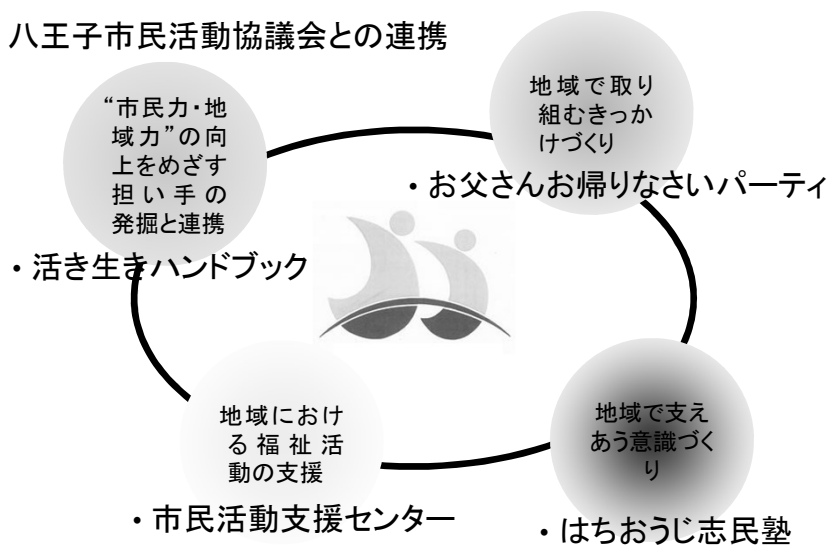 八王子市民活動協議会との連携
“市民力・地
域力”の向
上をめざす
担い手の
発掘と連携
・活き生きハンドブック
地域で取り
組むきっか
けづくり
・お父さんお帰りなさいパーティ
地域におけ
る福祉活
動の支援
・市民活動支援センター
地域で支え
あう意識づく
り
・はちおうじ志民塾